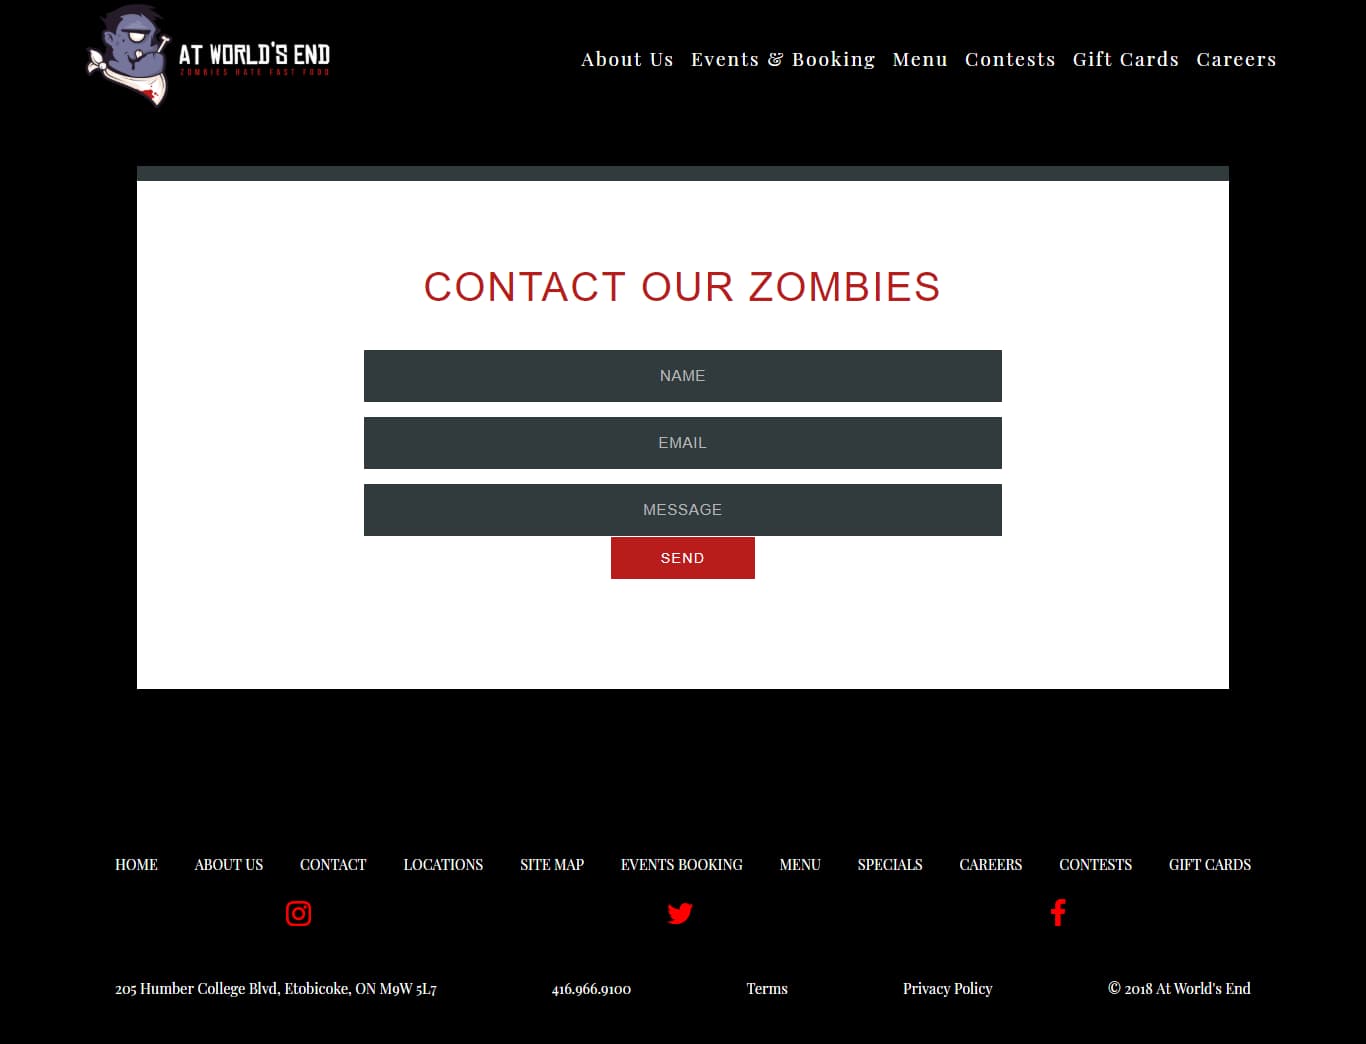 AT WORLD'S END
ZOMBIES HATE FAST FOOD
About Us Events & Booking Menu Contests Gift Cards Careers
CONTACT OUR ZOMBIES
NAME
EMAIL
MESSAGE
SEND
HOME ABOUT US CONTACT LOCATIONS SITE MAP EVENTS BOOKING MENU SPECIALS CAREERS CONTESTS GIFT CARDS
205 Humber College Blvd, Etobicoke, ON M9W 5L7 416.966.9100 Terms Privacy Policy © 2018 At World's End